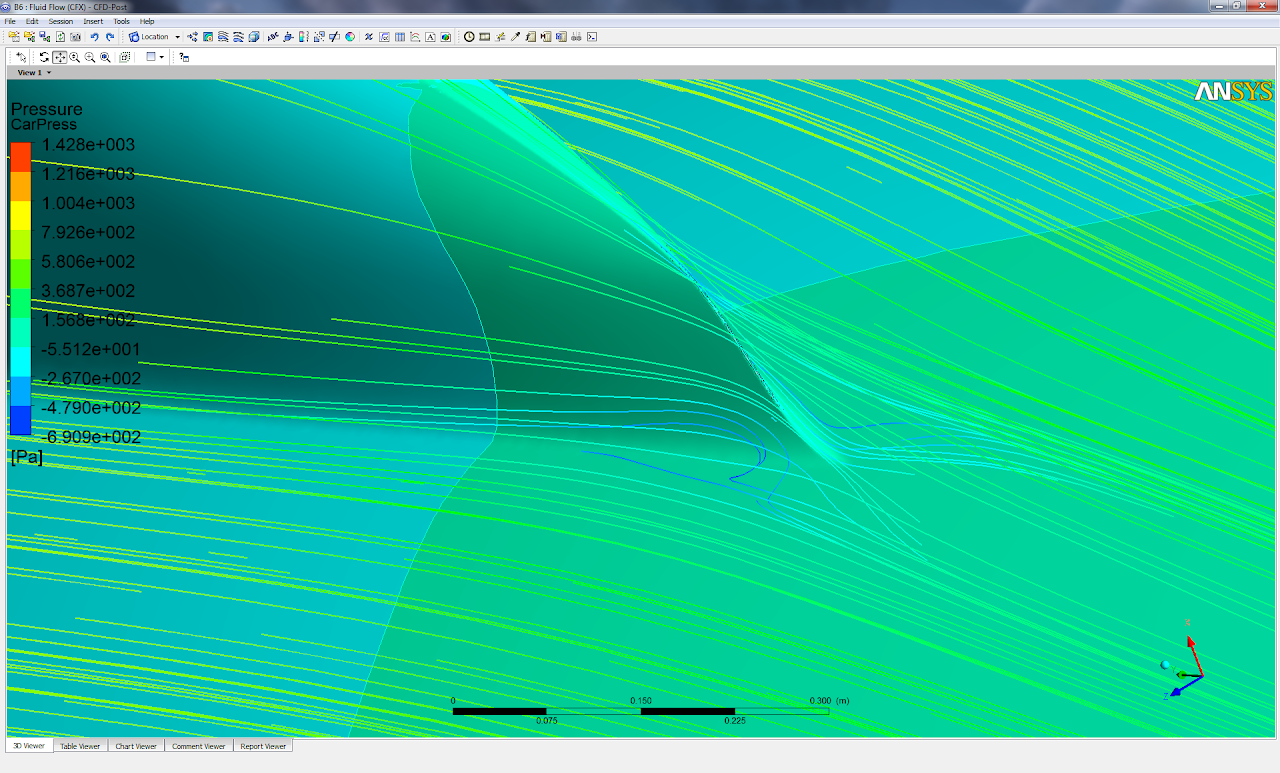 B6 : Fluid Flow (CFX) - CFD-Post
File Edit Session Insert Tools Help
Location
View 1
ANSYS
Pressure
CarPress
1.428e+003
1.216e+003
1.004e+003
7.926e+002
5.806e+002
3.687e+002
1.568e+002
-5.512e+001
-2.670e+002
-4.790e+002
-6.909e+002
[Pa]
0 0.150 0.300 (m)
0.075 0.225
3D Viewer Table Viewer Chart Viewer Comment Viewer Report Viewer